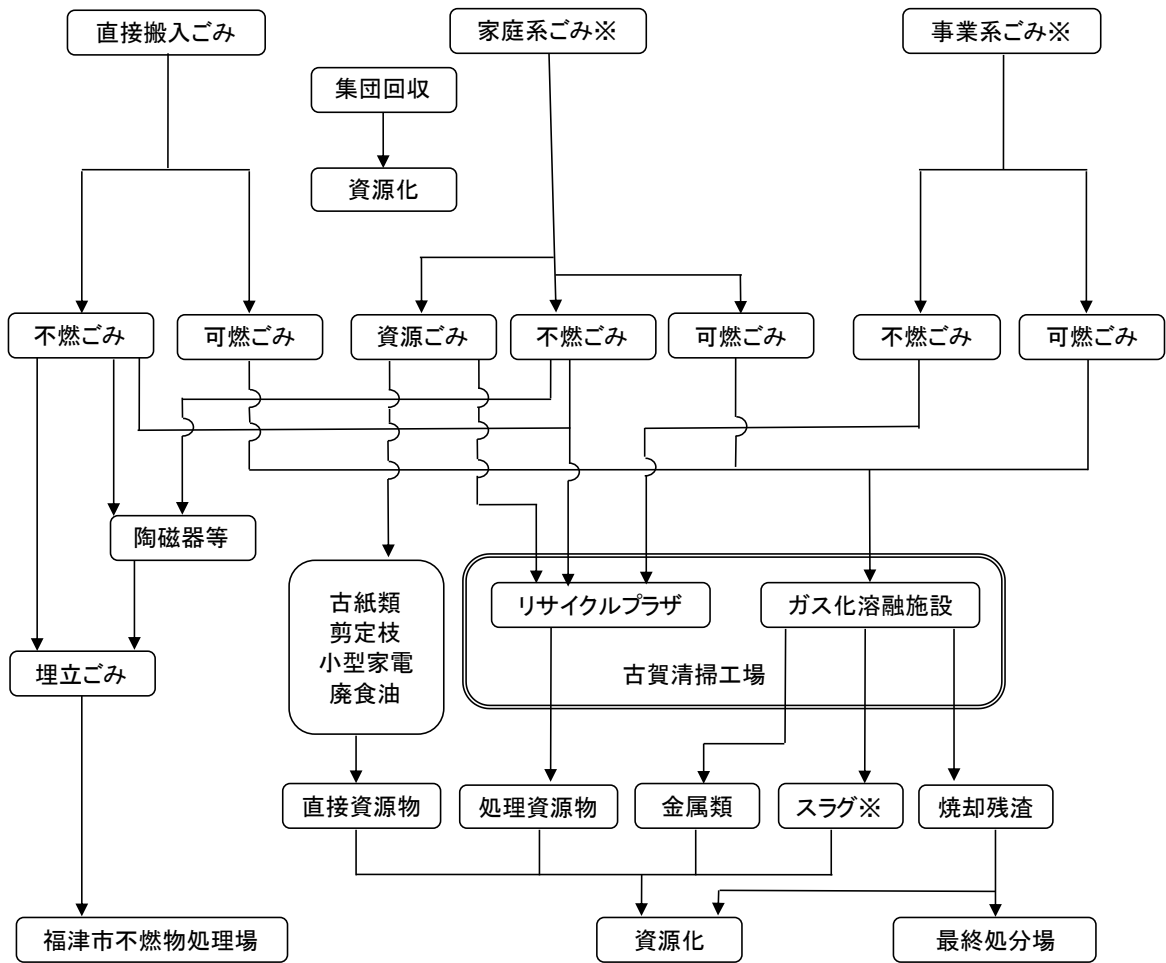 直接搬入ごみ
家庭系ごみ※
事業系ごみ※
集団回収
資源化
不燃ごみ
可燃ごみ
資源ごみ
不燃ごみ
可燃ごみ
不燃ごみ
可燃ごみ
陶磁器等
古紙類
剪定枝
小型家電
廃食油
リサイクルプラザ
ガス化溶融施設
古賀清掃工場
埋立ごみ
直接資源物
処理資源物
金属類
スラグ※
焼却残渣
福津市不燃物処理場
資源化
最終処分場